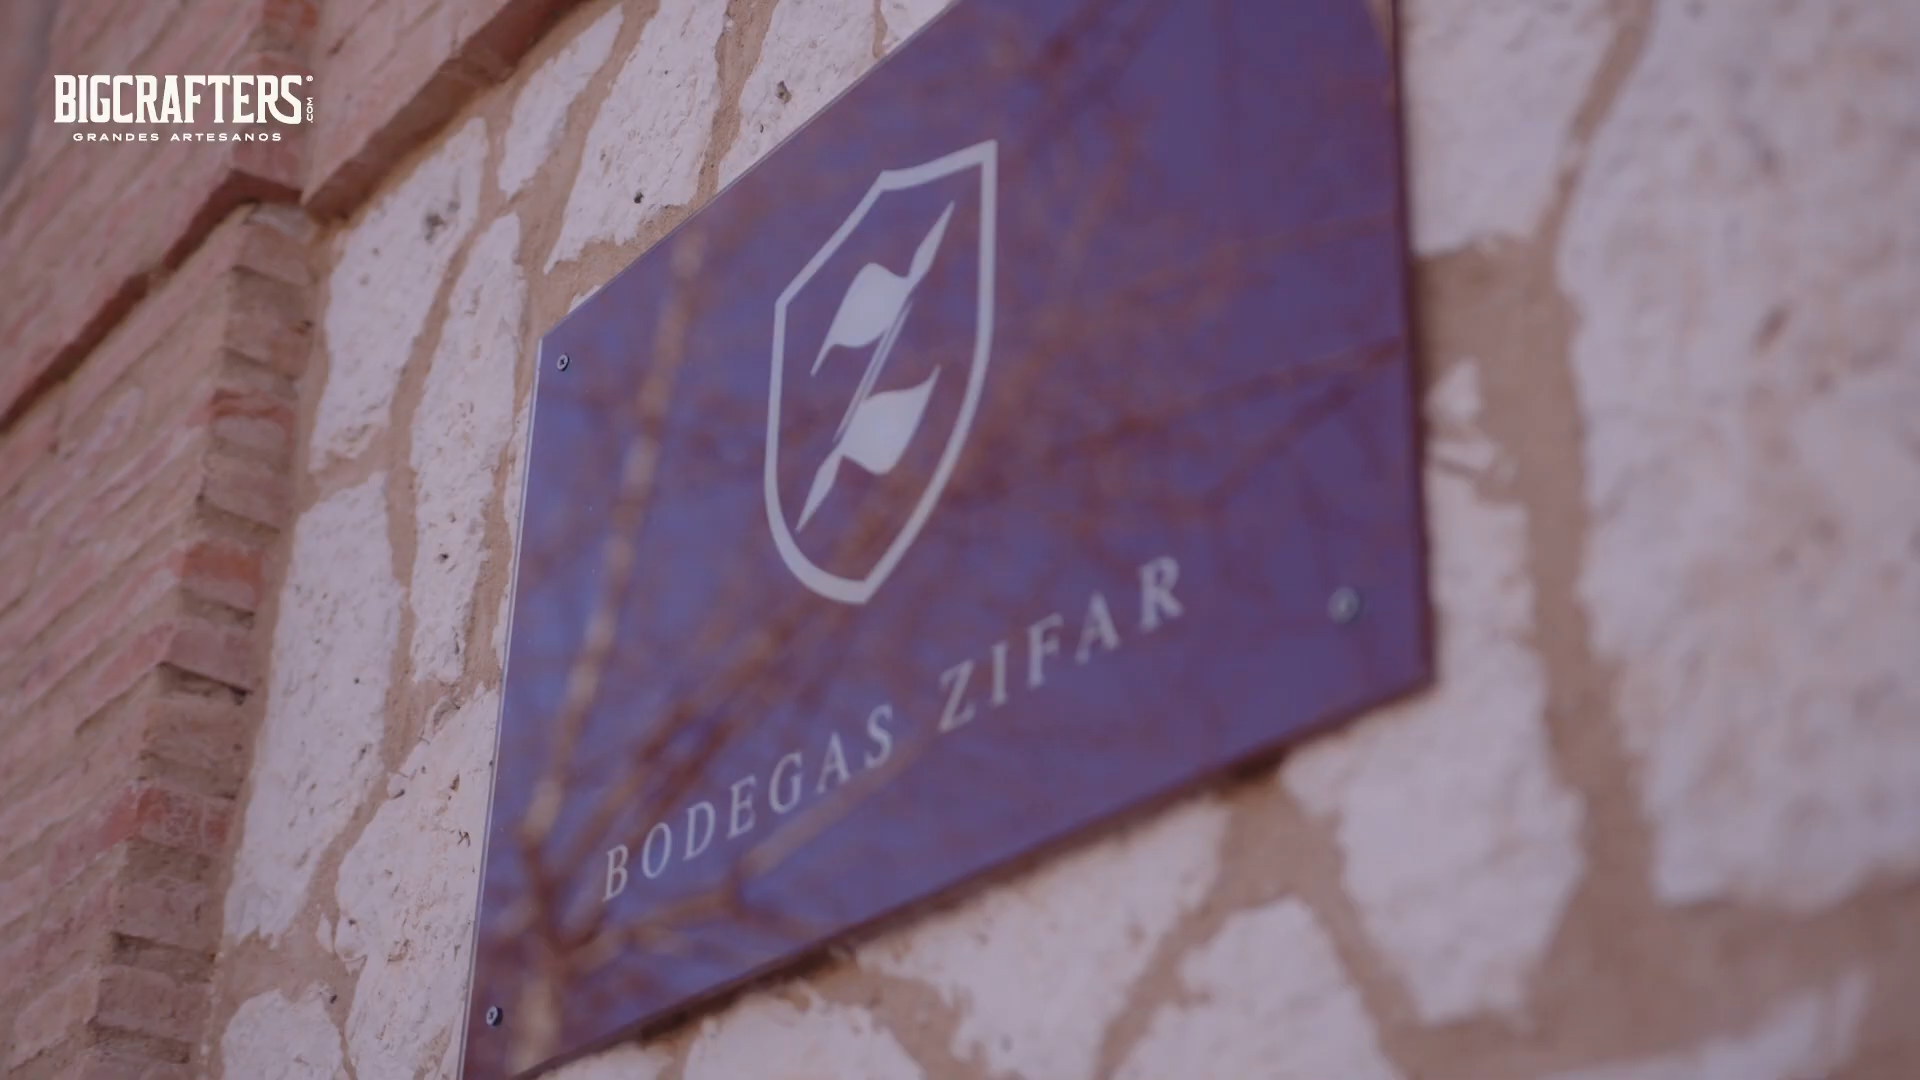 BIGCRAFTERS®
.COM
GRANDES ARTESANOS
Z
BODEGAS ZIFAR